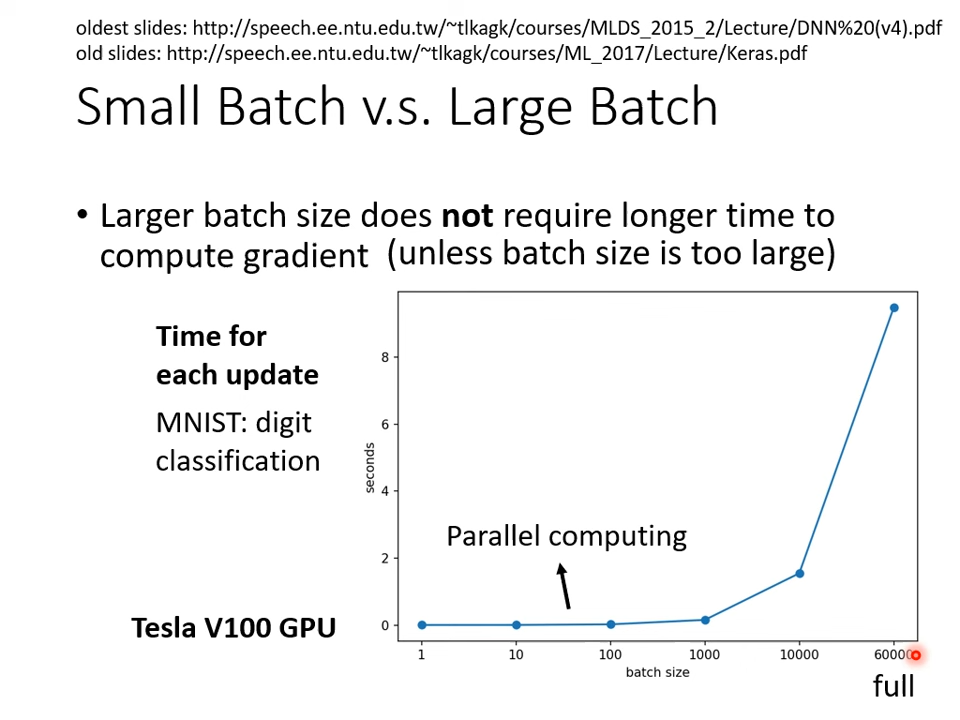 oldest slides: http://speech.ee.ntu.edu.tw/~tlkagk/courses/MLDS_2015_2/Lecture/DNN%20(v4).pdf
old slides: http://speech.ee.ntu.edu.tw/~tlkagk/courses/ML_2017/Lecture/Keras.pdf
Small Batch v.s. Large Batch
• Larger batch size does not require longer time to
compute gradient (unless batch size is too large)
Time for
each update
MNIST: digit
classification
Tesla V100 GPU
seconds
8
6
4
2
0
Parallel computing
1 10 100 1000 10000 60000
batch size
full